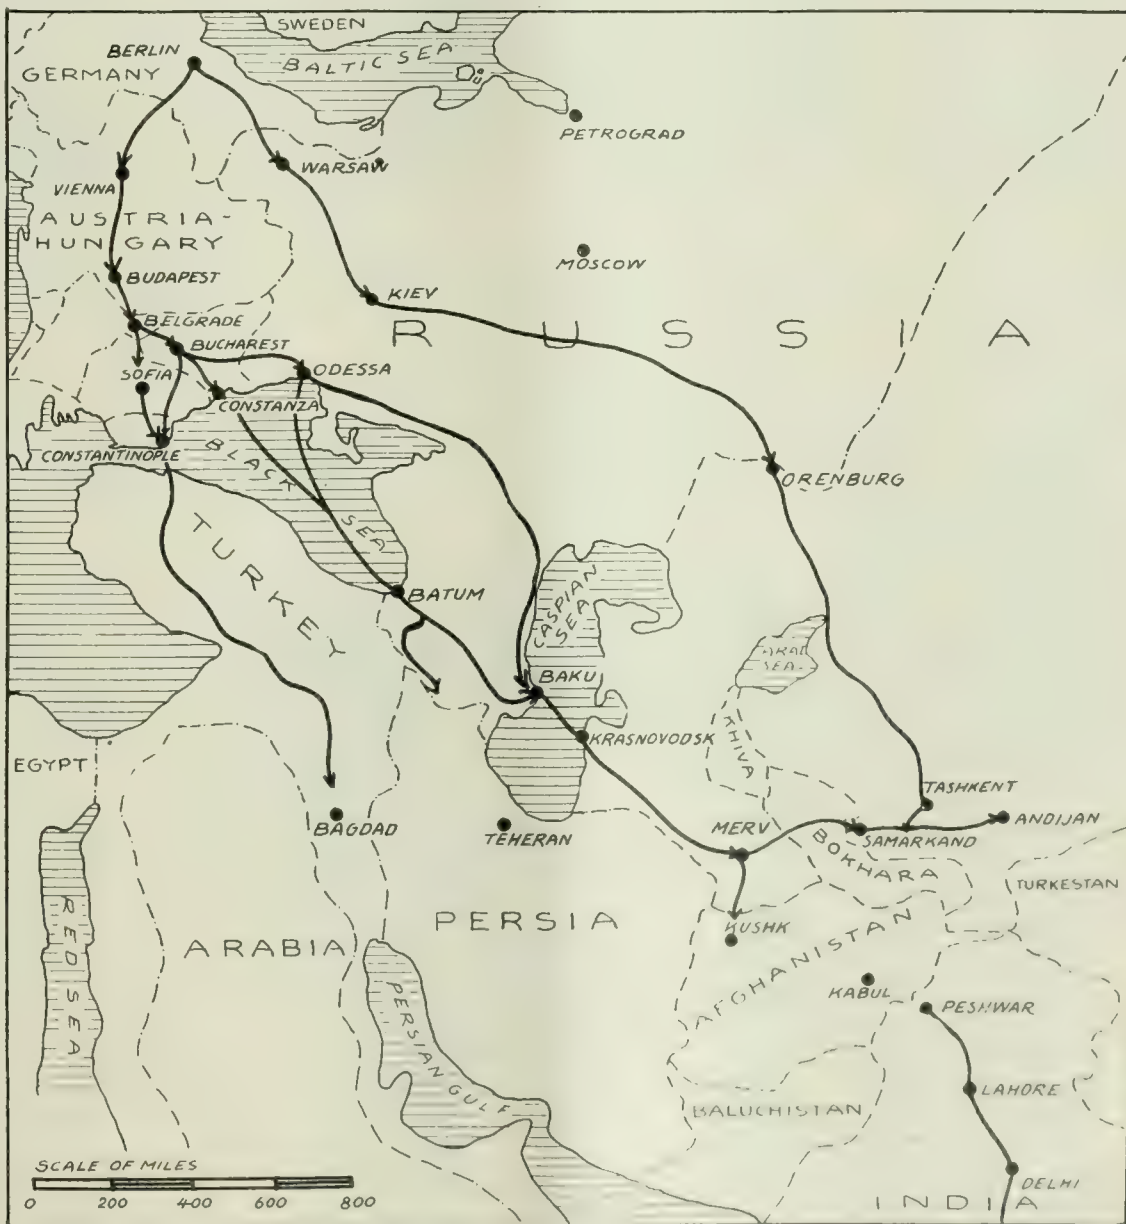 SWEDEN
BERLIN
BALTIC SEA
GERMANY
PETROGRAD
WARSAW
VIENNA
AUSTRIA-
HUNGARY
MOSCOW
BUDAPEST
KIEV
BELGRADE
RUSSIA
BUCHAREST
SOFIA
ODESSA
CONSTANZA
CONSTANTINOPLE
BLACK
SEA
ORENBURG
TURKEY
BATUM
CASPIAN
SEA
ARAL
SEA
BAKU
KRASNOVODSK
KHIVA
EGYPT
TASHKENT
BAGDAD
TEHERAN
MERV
SAMARKAND
ANDIJAN
BOKHARA
TURKESTAN
RED SEA
ARABIA
PERSIA
KUSHK
AFGHANISTAN
KABUL
PESHWAR
PERSIAN GULF
LAHORE
BALUCHISTAN
SCALE OF MILES
0 200 400 600 800
DELHI
INDIA